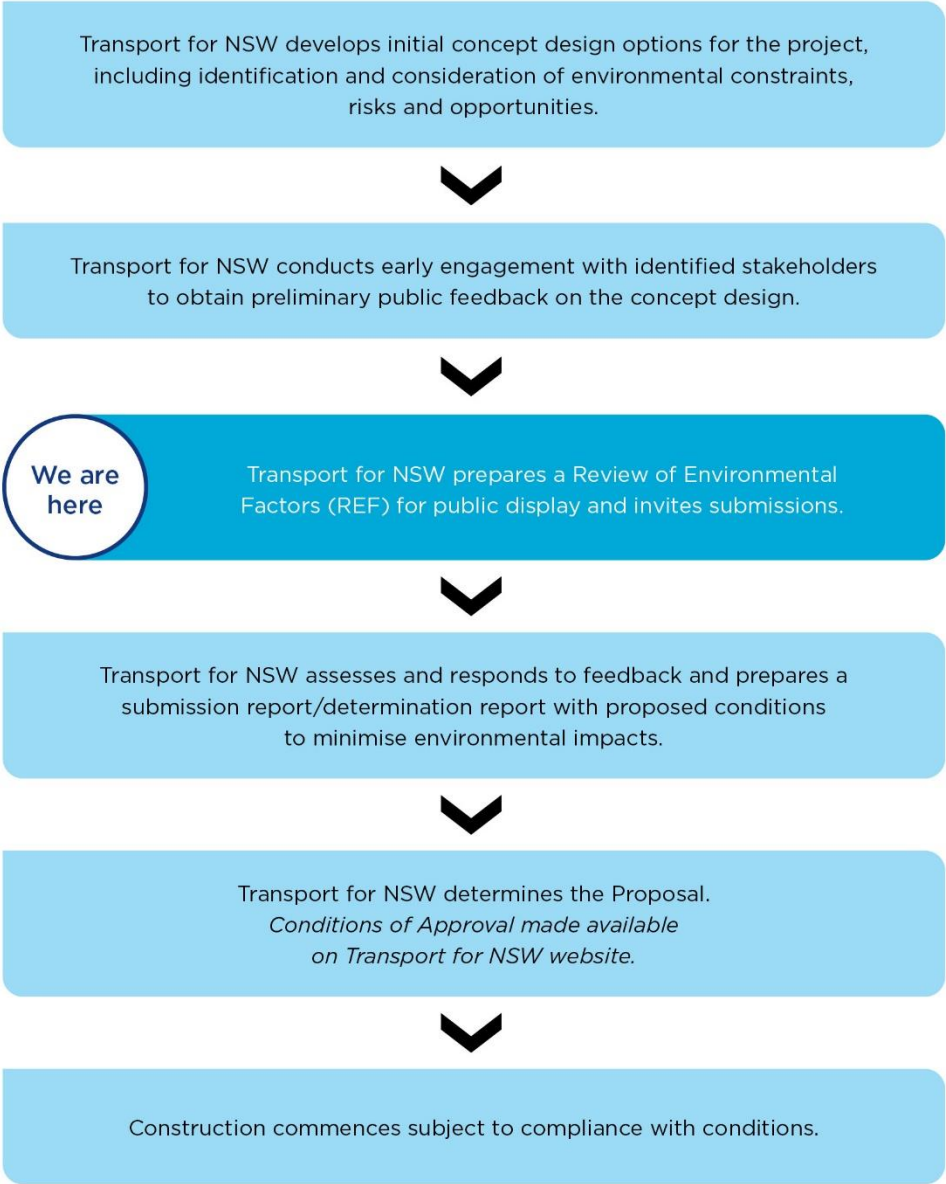 Transport for NSW develops initial concept design options for the project,
including identification and consideration of environmental constraints,
risks and opportunities.
Transport for NSW conducts early engagement with identified stakeholders
to obtain preliminary public feedback on the concept design.
We are
here
Transport for NSW prepares a Review of Environmental
Factors (REF) for public display and invites submissions.
Transport for NSW assesses and responds to feedback and prepares a
submission report/determination report with proposed conditions
to minimise environmental impacts.
Transport for NSW determines the Proposal.
Conditions of Approval made available
on Transport for NSW website.
Construction commences subject to compliance with conditions.